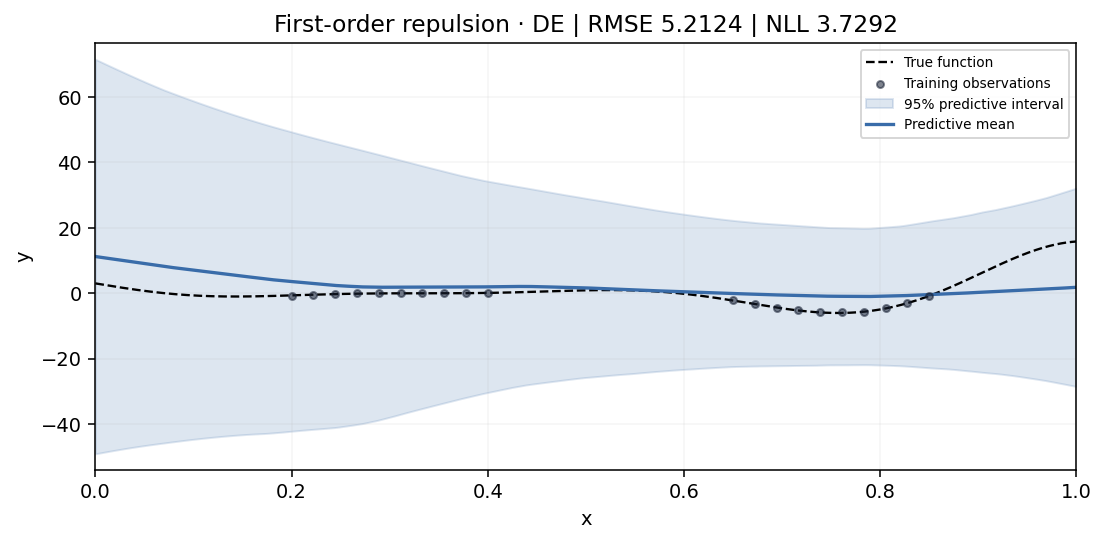 First-order repulsion · DE | RMSE 5.2124 | NLL 3.7292
True function
Training observations
95% predictive interval
Predictive mean
y
60
40
20
0
−20
−40
0.0 0.2 0.4 0.6 0.8 1.0
x